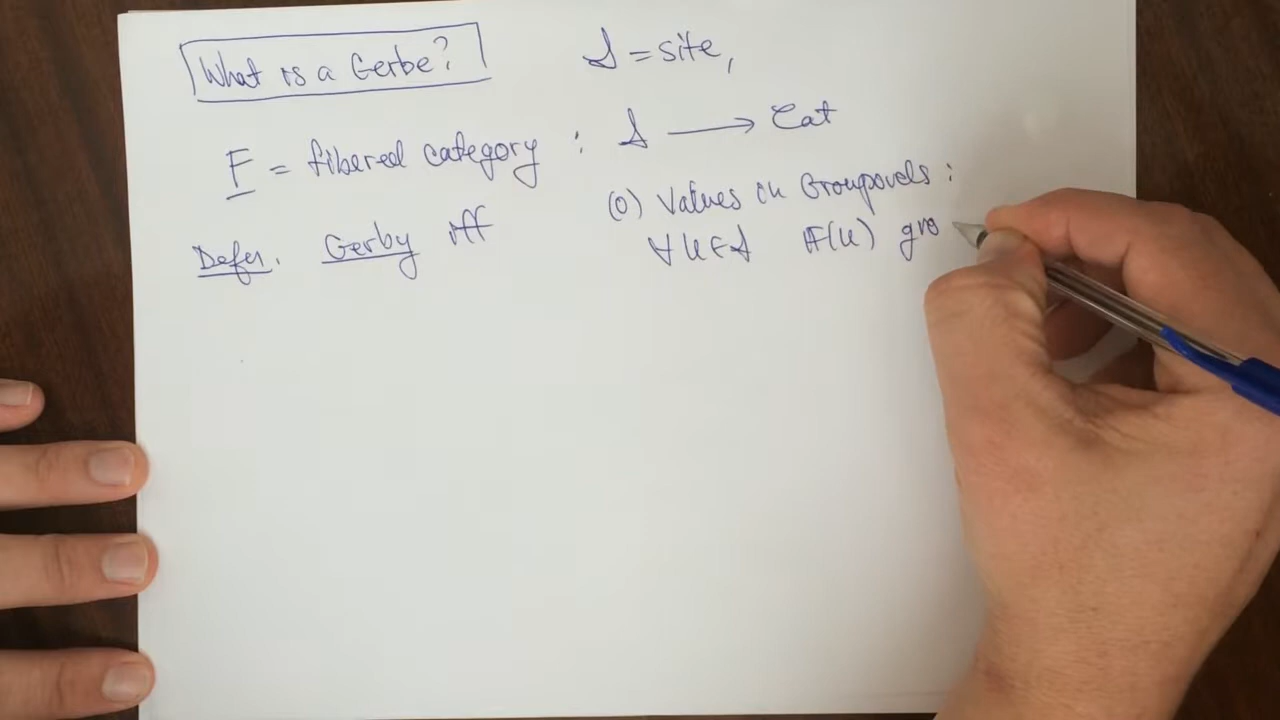 What is a Gerbe?
S = site,
F = fibered category : S ⟶ Cat
Defn. Gerby iff
(0) Values in Groupoids :
∀ U ∈ S F(U) gro